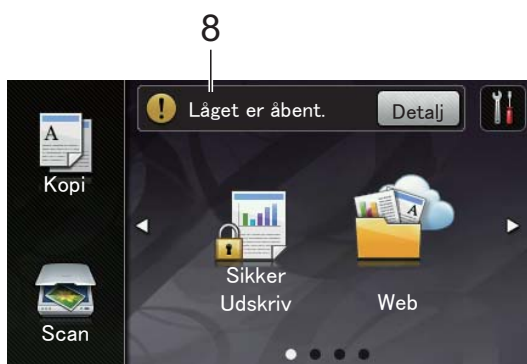 8
Låget er åbent.
Detalj
Kopi
Sikker
Udskriv
Web
Scan